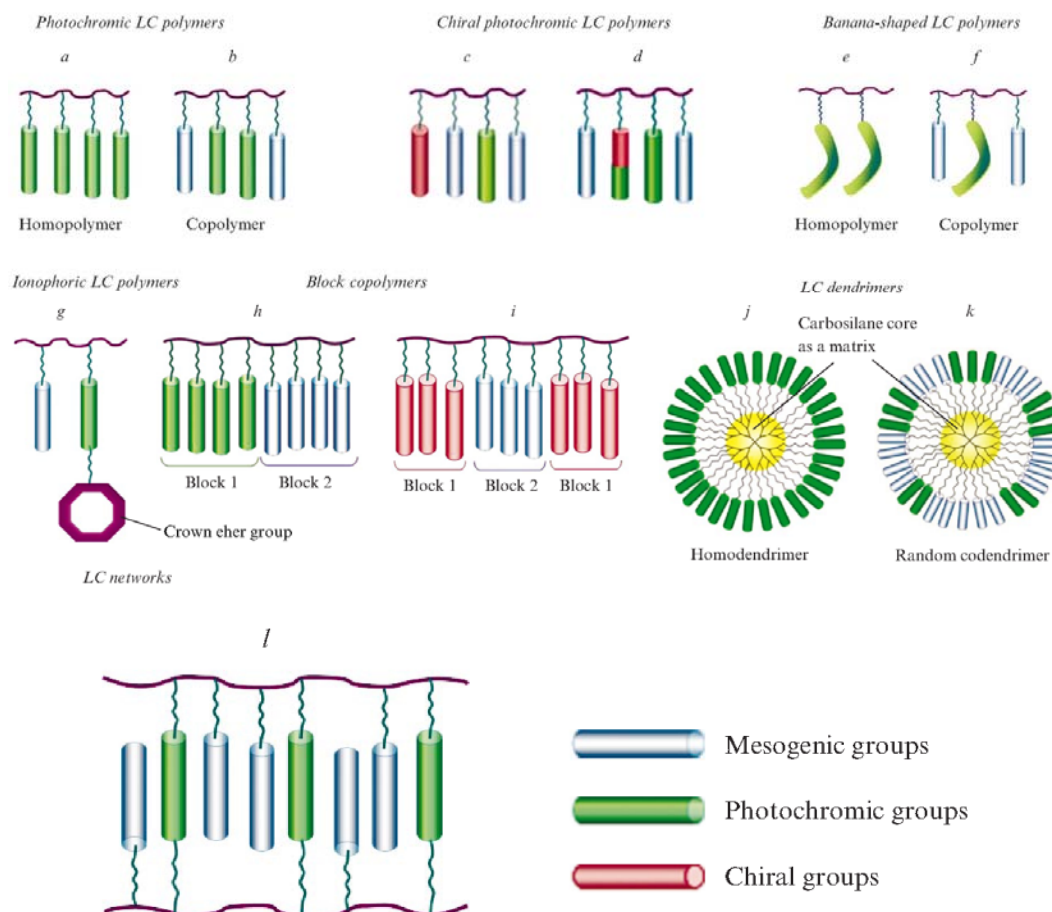 Photochromic LC polymers
Chiral photochromic LC polymers
Banana-shaped LC polymers
a
b
c
d
e
f
Homopolymer
Copolymer
Homopolymer
Copolymer
Ionophoric LC polymers
Block copolymers
LC dendrimers
g
h
i
j
k
Carbosilane core
as a matrix
Block 1
Block 2
Block 1
Block 2
Block 1
Crown eher group
Homodendrimer
Random codendrimer
LC networks
l
Mesogenic groups
Photochromic groups
Chiral groups